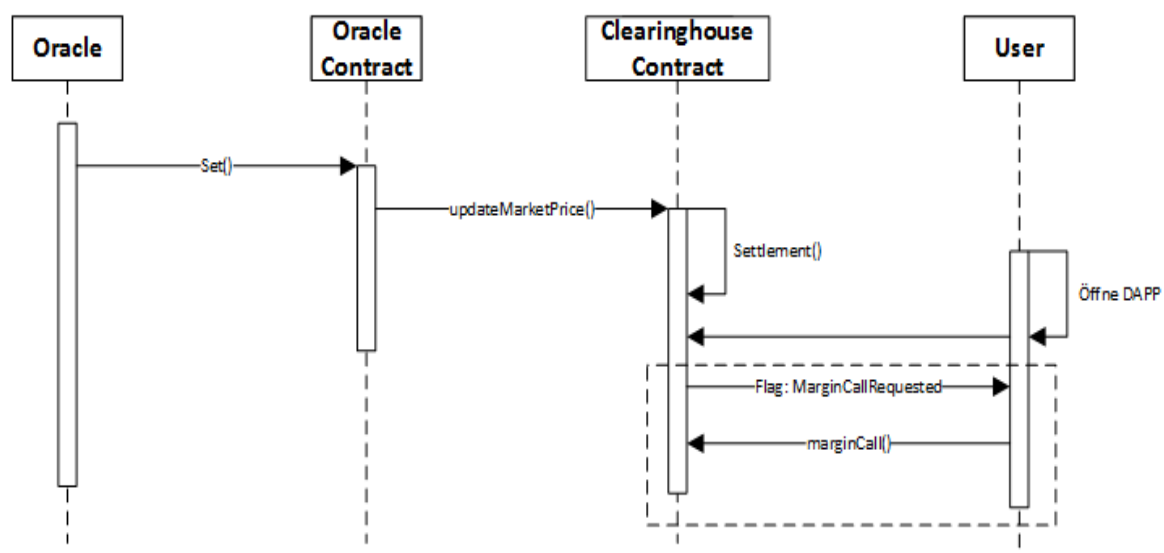 Oracle
Oracle
Contract
Clearinghouse
Contract
User
Set()
updateMarketPrice()
Settlement()
Öffne DAPP
Flag: MarginCallRequested
marginCall()